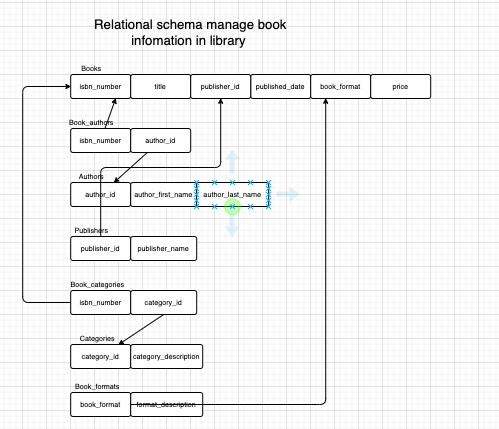 Relational schema manage book
infomation in library
Books
isbn_number title publisher_id published_date book_format price
Book_authors
isbn_number author_id
Authors
author_id author_first_name author_last_name
Publishers
publisher_id publisher_name
Book_categories
isbn_number category_id
Categories
category_id category_description
Book_formats
book_format format_description